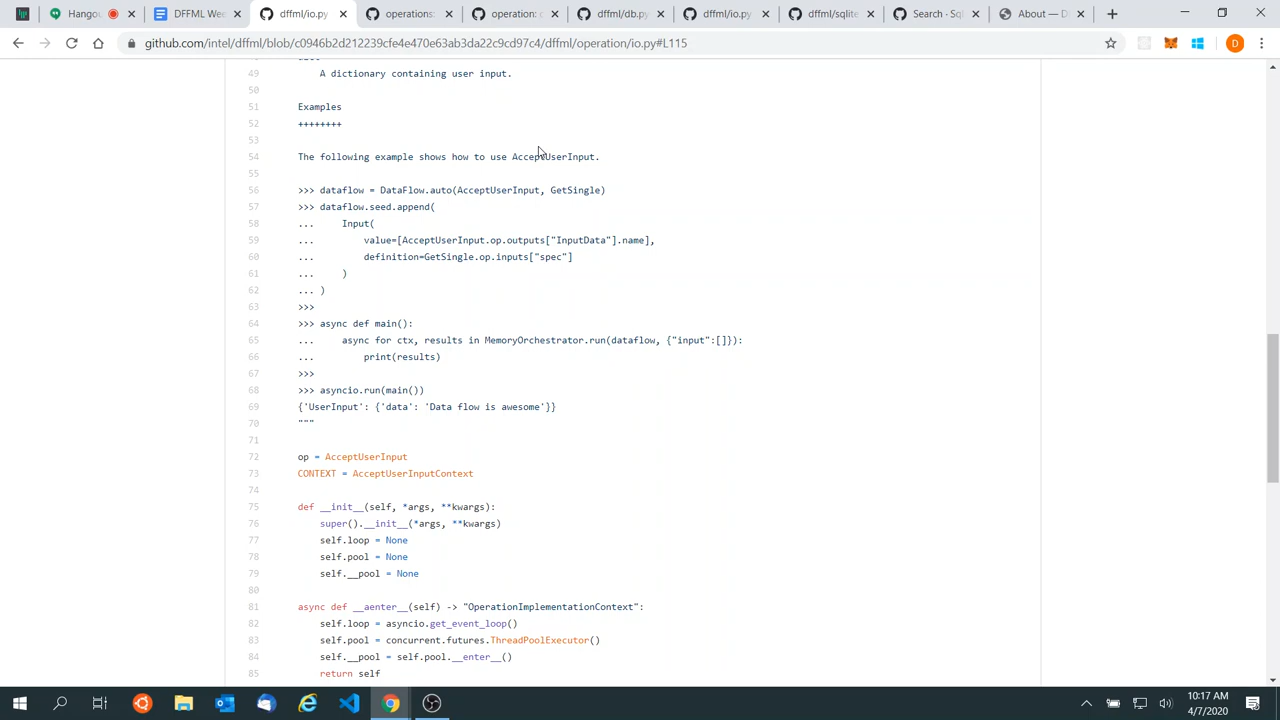 Hangou
DFFML Wee
dffml/io.py
operations:
operation: c
dffml/db.py
dffml/io.py
dffml/sqlite
Search · Sq
About — D
github.com/intel/dffml/blob/c0946b2d212239cfe4e470e63ab3da22c9cd97c4/dffml/operation/io.py#L115
D
49 A dictionary containing user input.
50
51 Examples
52 ++++++++
53
54 The following example shows how to use AcceptUserInput.
55
56 >>> dataflow = DataFlow.auto(AcceptUserInput, GetSingle)
57 >>> dataflow.seed.append(
58 ... Input(
59 ... value=[AcceptUserInput.op.outputs["InputData"].name],
60 ... definition=GetSingle.op.inputs["spec"]
61 ... )
62 ... )
63 >>>
64 >>> async def main():
65 ... async for ctx, results in MemoryOrchestrator.run(dataflow, {"input":[]}):
66 ... print(results)
67 >>>
68 >>> asyncio.run(main())
69 {'UserInput': {'data': 'Data flow is awesome'}}
70 """
71
72 op = AcceptUserInput
73 CONTEXT = AcceptUserInputContext
74
75 def __init__(self, *args, **kwargs):
76 super().__init__(*args, **kwargs)
77 self.loop = None
78 self.pool = None
79 self.__pool = None
80
81 async def __aenter__(self) -> "OperationImplementationContext":
82 self.loop = asyncio.get_event_loop()
83 self.pool = concurrent.futures.ThreadPoolExecutor()
84 self.__pool = self.pool.__enter__()
85 return self
10:17 AM
4/7/2020